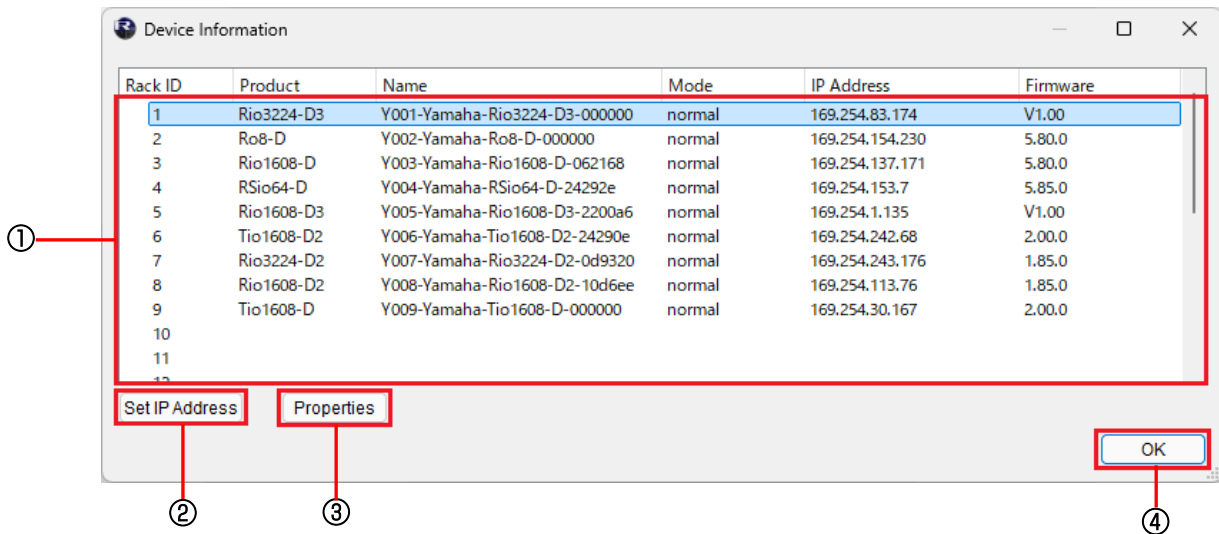 Device Information
Rack ID Product Name Mode IP Address Firmware
1 Rio3224-D3 Y001-Yamaha-Rio3224-D3-000000 normal 169.254.83.174 V1.00
2 Ro8-D Y002-Yamaha-Ro8-D-000000 normal 169.254.154.230 5.80.0
3 Rio1608-D Y003-Yamaha-Rio1608-D-062168 normal 169.254.137.171 5.80.0
4 RSio64-D Y004-Yamaha-RSio64-D-24292e normal 169.254.153.7 5.85.0
5 Rio1608-D3 Y005-Yamaha-Rio1608-D3-2200a6 normal 169.254.1.135 V1.00
6 Tio1608-D2 Y006-Yamaha-Tio1608-D2-24290e normal 169.254.242.68 2.00.0
7 Rio3224-D2 Y007-Yamaha-Rio3224-D2-0d9320 normal 169.254.243.176 1.85.0
8 Rio1608-D2 Y008-Yamaha-Rio1608-D2-10d6ee normal 169.254.113.76 1.85.0
9 Tio1608-D Y009-Yamaha-Tio1608-D-000000 normal 169.254.30.167 2.00.0
10
11
①
Set IP Address Properties
OK
② ③ ④